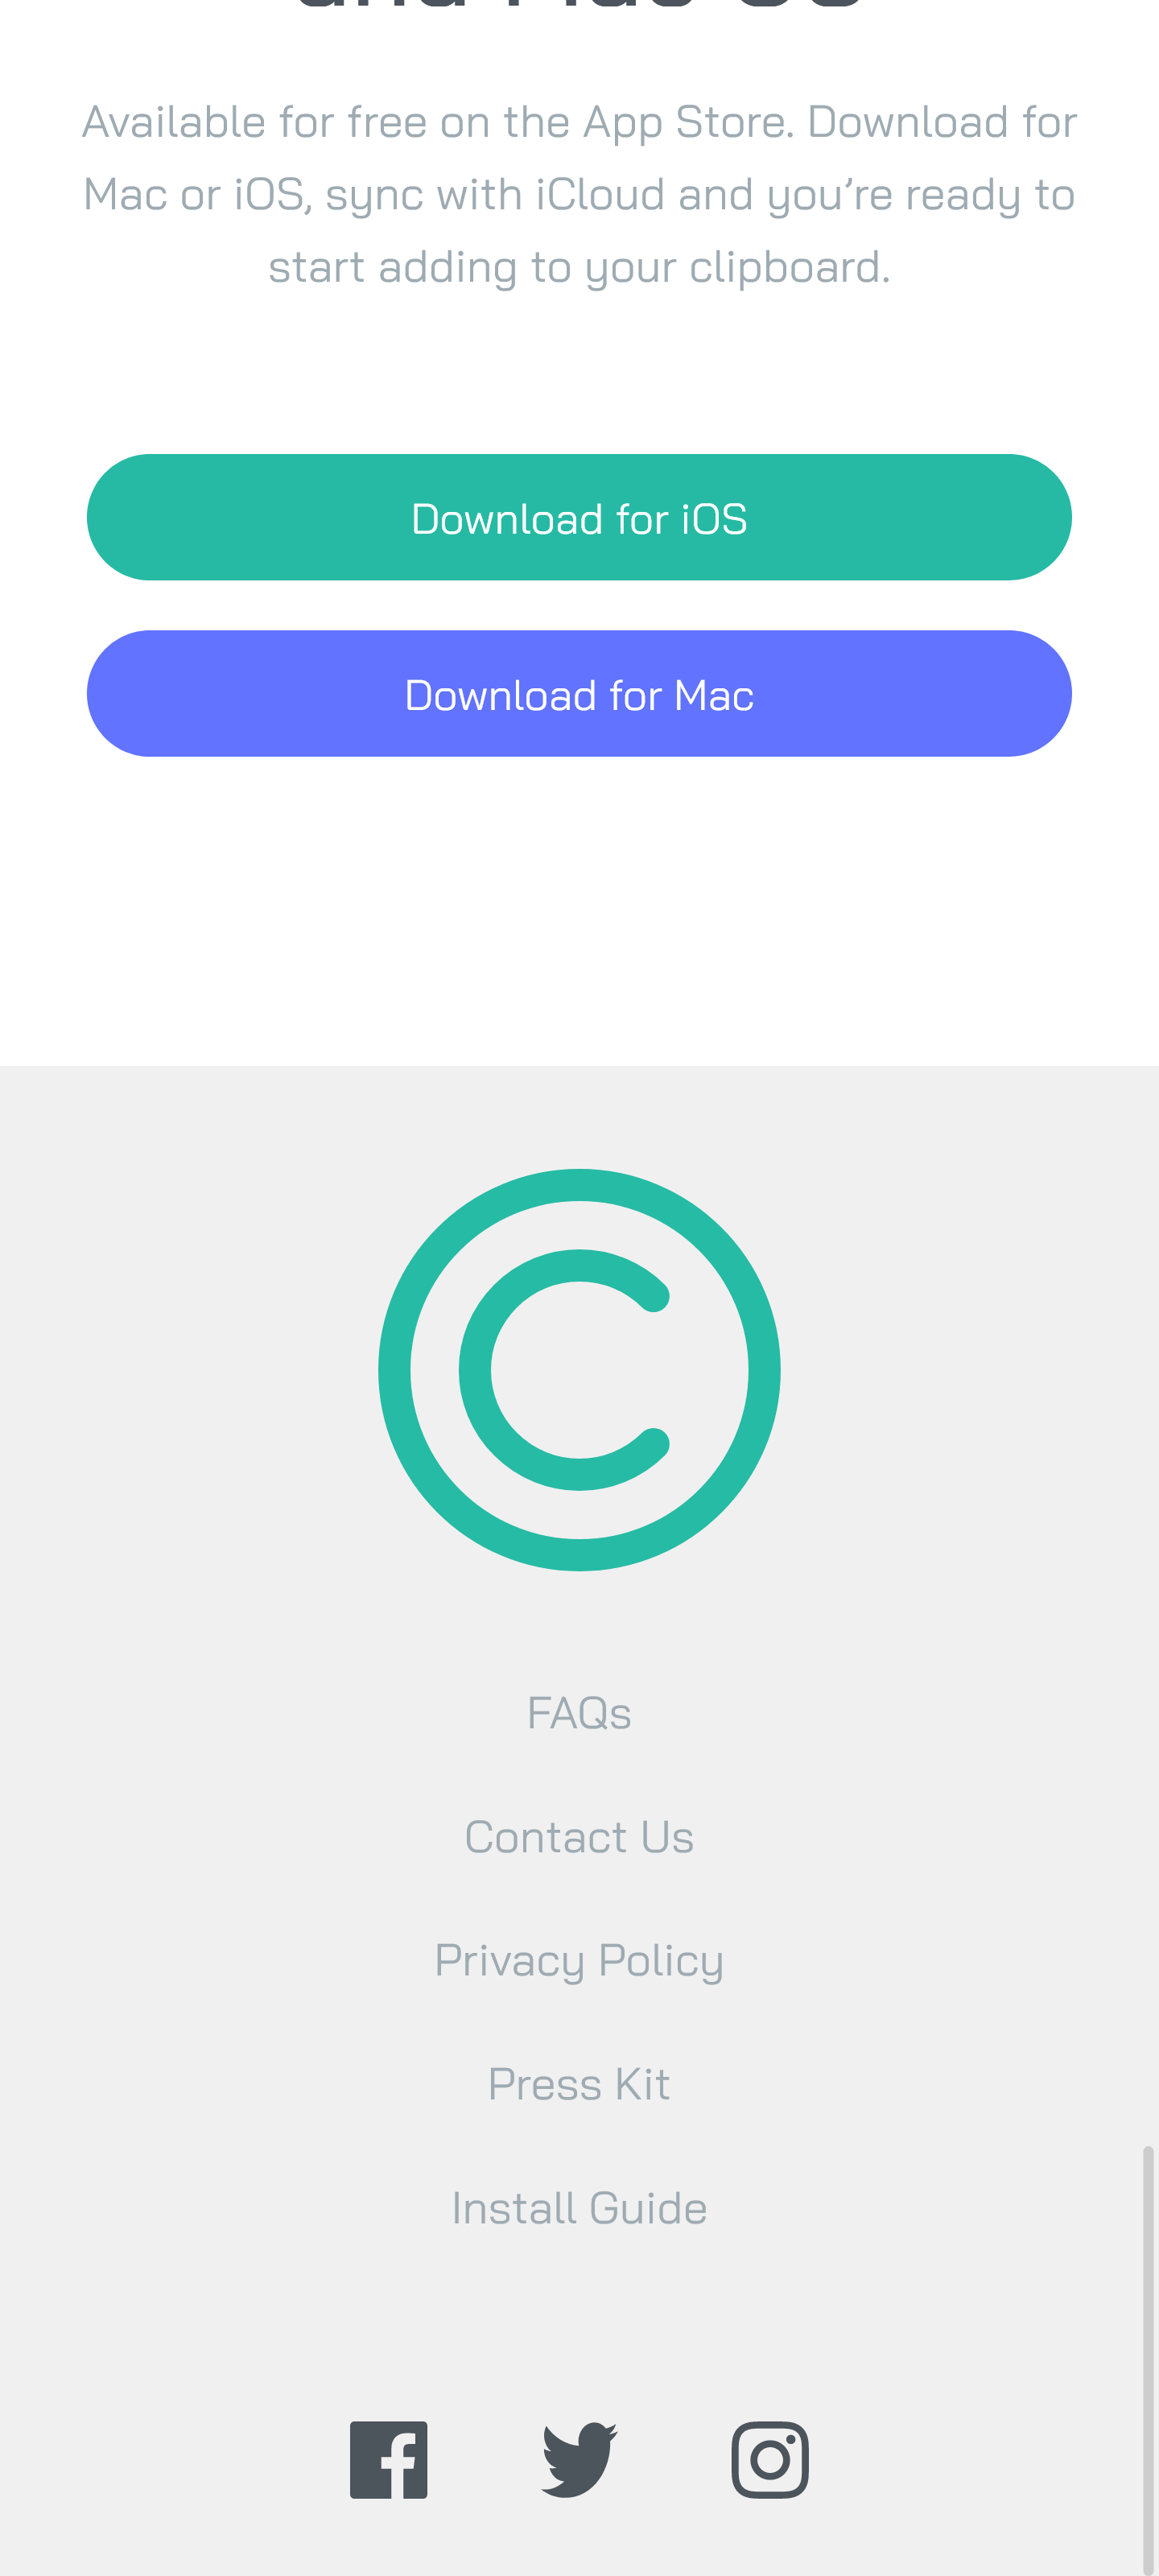 Available for free on the App Store. Download for
Mac or iOS, sync with iCloud and you’re ready to
start adding to your clipboard.
Download for iOS
Download for Mac
C
FAQs
Contact Us
Privacy Policy
Press Kit
Install Guide